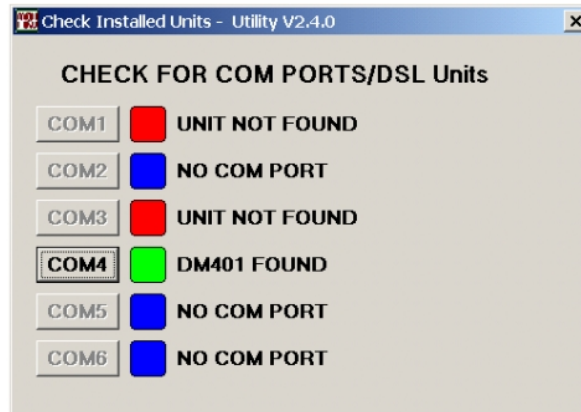 Check Installed Units - Utility V2.4.0
CHECK FOR COM PORTS/DSL Units
COM1 UNIT NOT FOUND
COM2 NO COM PORT
COM3 UNIT NOT FOUND
COM4 DM401 FOUND
COM5 NO COM PORT
COM6 NO COM PORT